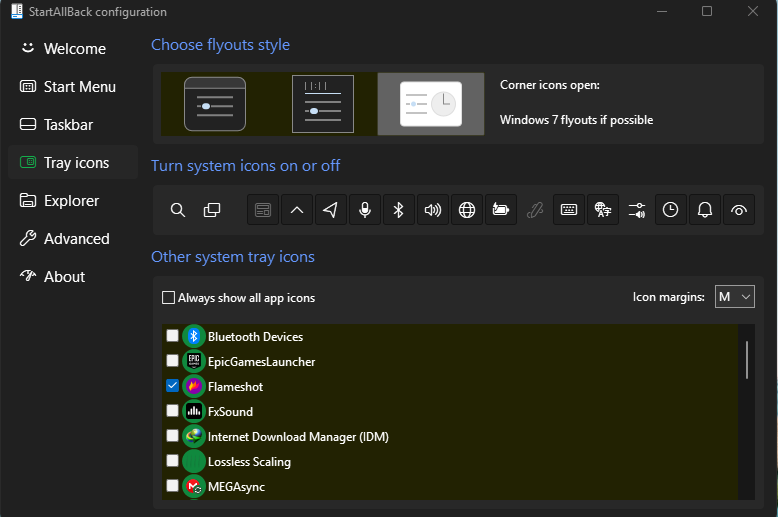 StartAllBack configuration
Welcome
Start Menu
Taskbar
Tray icons
Explorer
Advanced
About
Choose flyouts style
Corner icons open:
Windows 7 flyouts if possible
Turn system icons on or off
Other system tray icons
Always show all app icons
Icon margins: M
Bluetooth Devices
EPIC GAMES EpicGamesLauncher
Flameshot
FxSound
Internet Download Manager (IDM)
Lossless Scaling
MEGAsync